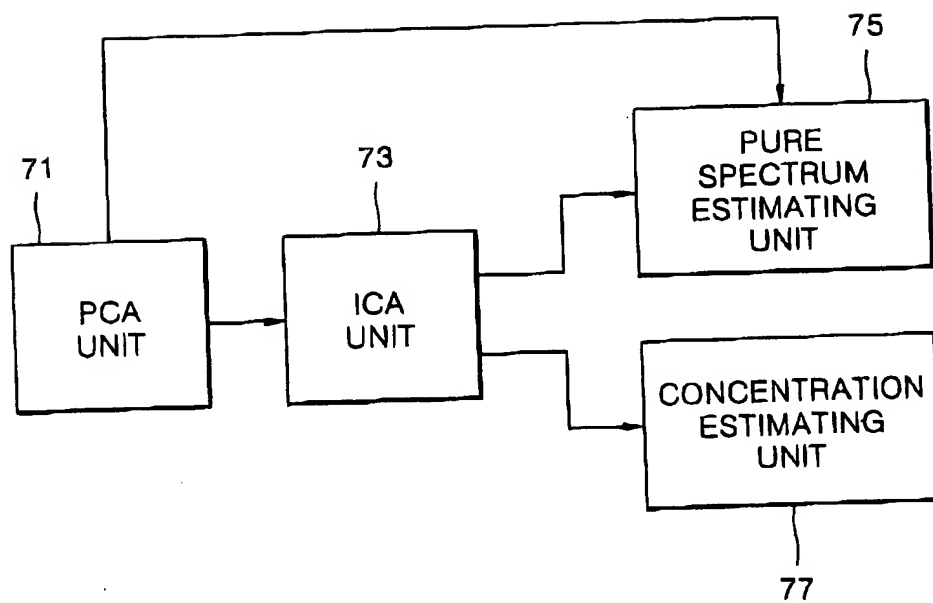 75
PURE
SPECTRUM
ESTIMATING
UNIT
71
73
PCA
UNIT
ICA
UNIT
CONCENTRATION
ESTIMATING
UNIT
77